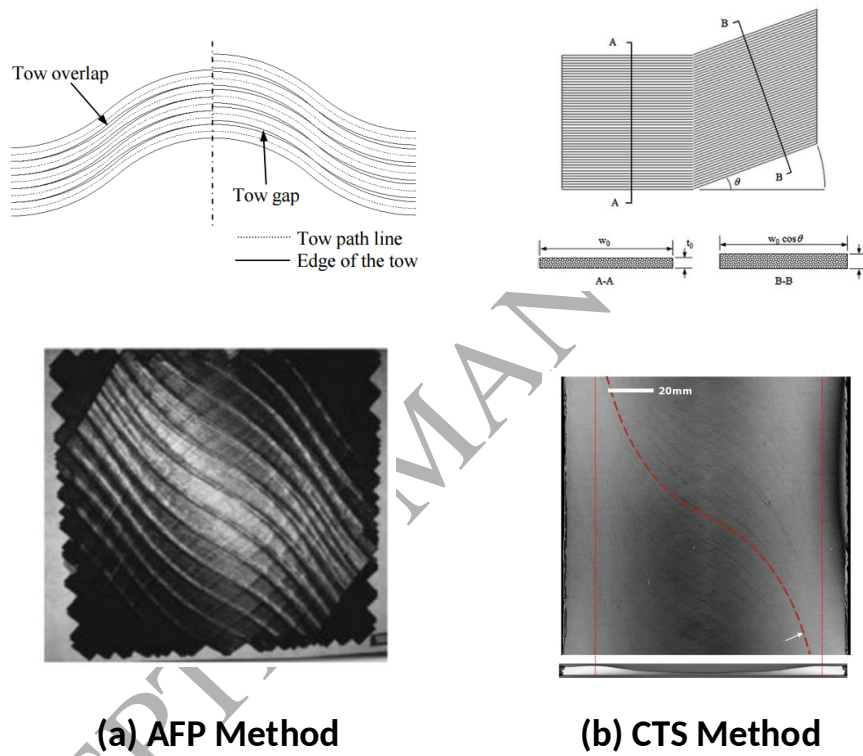 Tow overlap
Tow gap
Tow path line
Edge of the tow
A
A
B
B
θ
w₀
t₀
A-A
w₀ cos θ
B-B
20mm
(a) AFP Method
(b) CTS Method